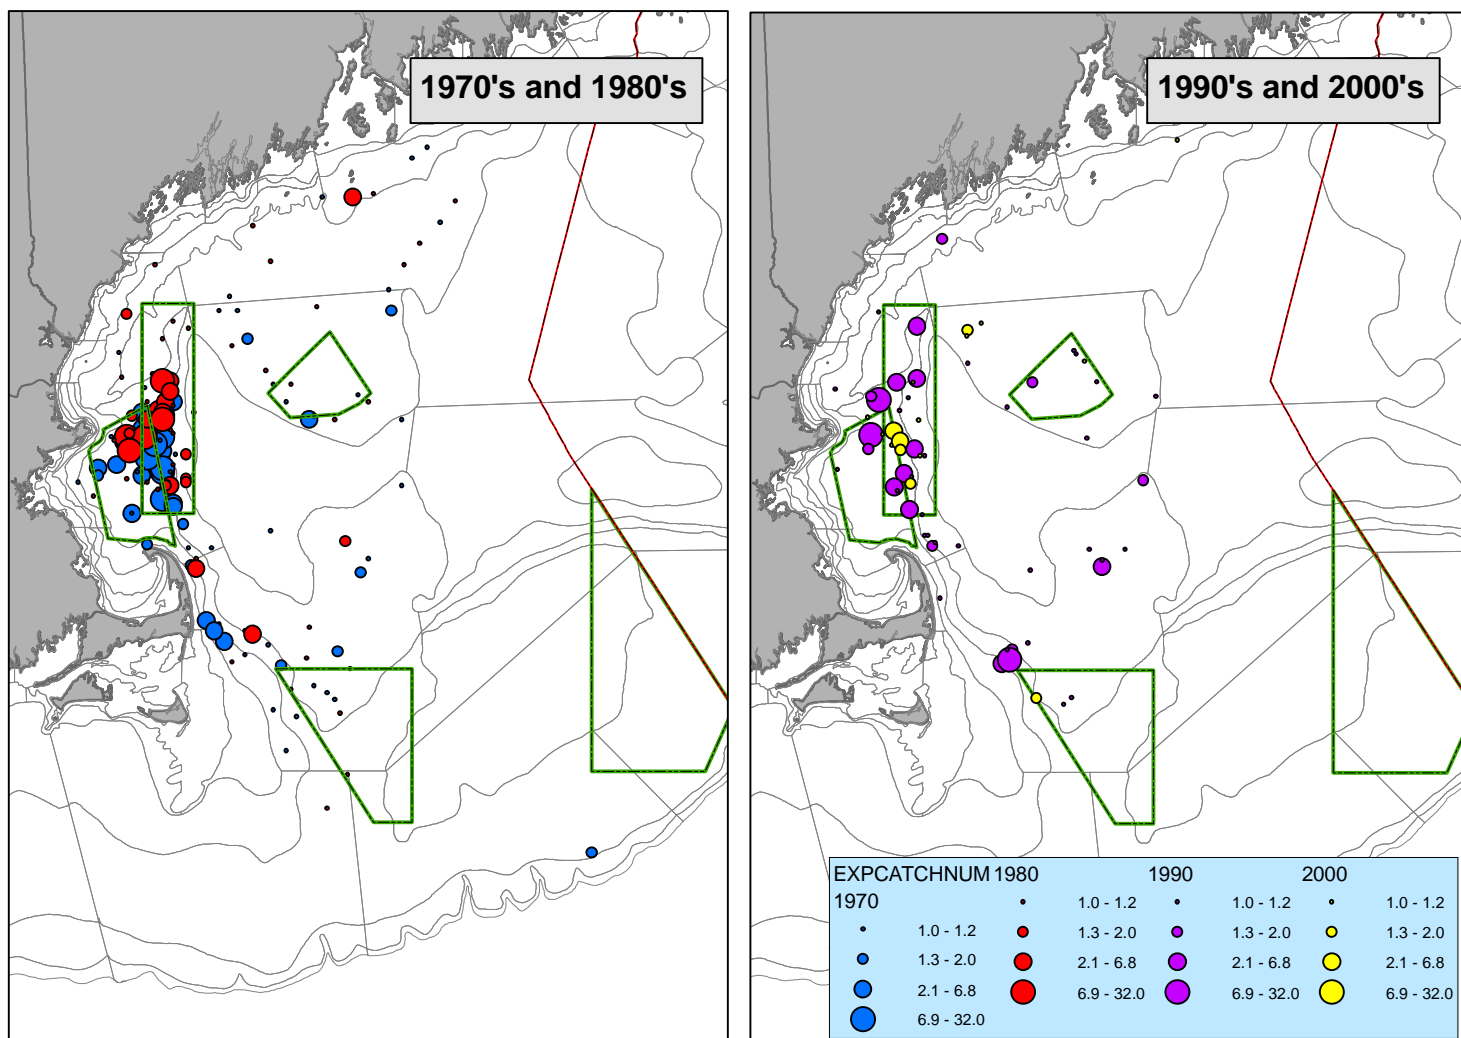 1970's and 1980's
1990's and 2000's
EXPCATCHNUM 1980 1990 2000
1970 1.0 - 1.2 1.0 - 1.2 1.0 - 1.2
1.0 - 1.2 1.3 - 2.0 1.3 - 2.0 1.3 - 2.0
1.3 - 2.0 2.1 - 6.8 2.1 - 6.8 2.1 - 6.8
2.1 - 6.8 6.9 - 32.0 6.9 - 32.0 6.9 - 32.0
6.9 - 32.0